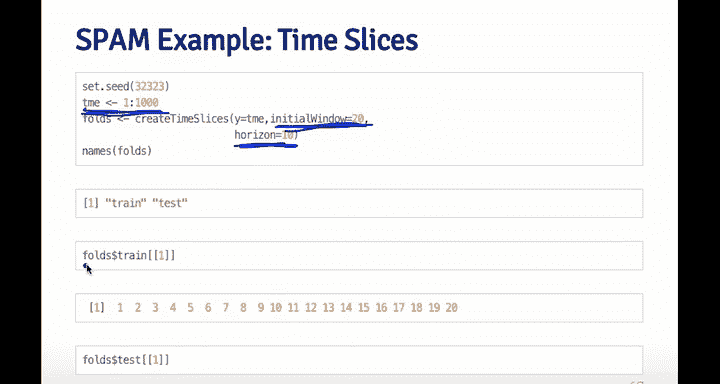 SPAM Example: Time Slices
set.seed(32323)
tme <- 1:1000
folds <- createTimeSlices(y=tme,initialWindow=20,
horizon=10)
names(folds)
[1] "train" "test"
folds$train[[1]]
[1] 1 2 3 4 5 6 7 8 9 10 11 12 13 14 15 16 17 18 19 20
folds$test[[1]]